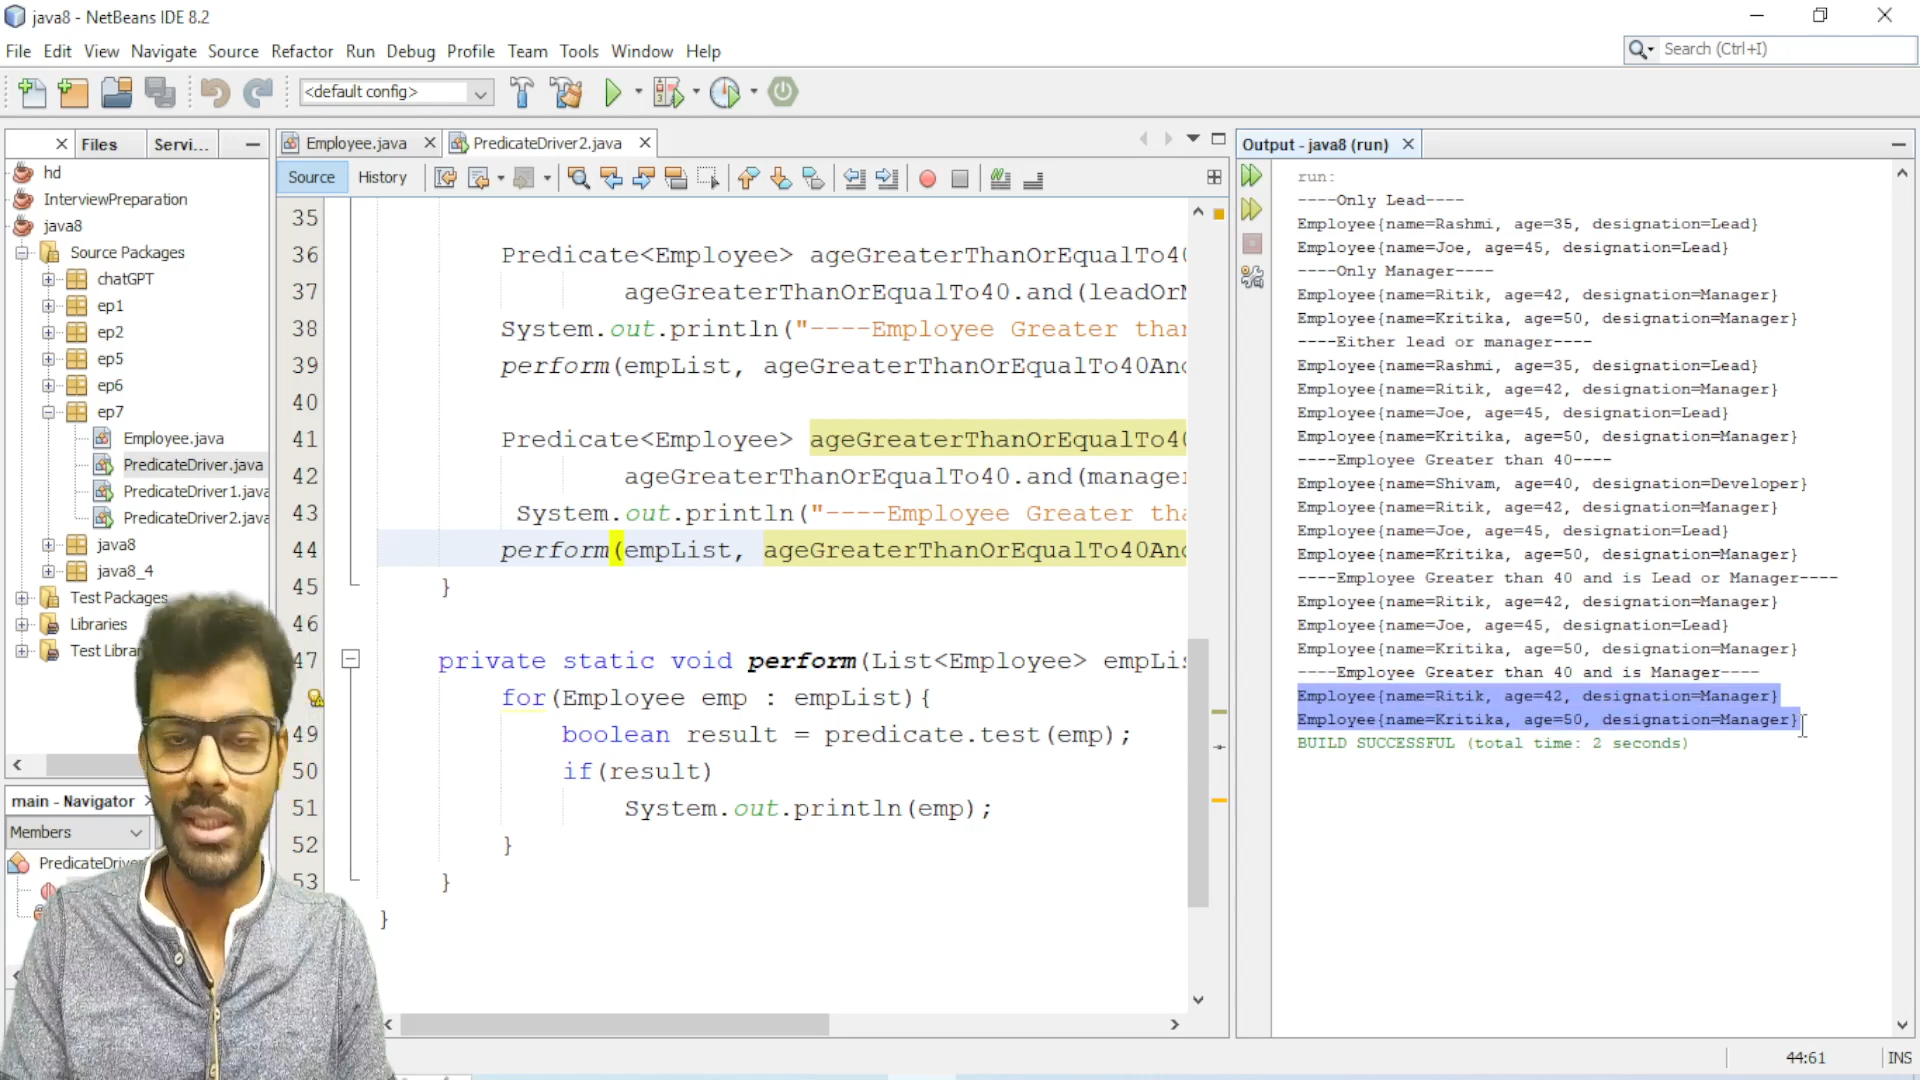 java8 - NetBeans IDE 8.2
File Edit View Navigate Source Refactor Run Debug Profile Team Tools Window Help
Search (Ctrl+I)
<default config>
Files
Servi...
hd
InterviewPreparation
java8
Source Packages
chatGPT
ep1
ep2
ep5
ep6
ep7
Employee.java
PredicateDriver.java
PredicateDriver1.java
PredicateDriver2.java
java8
java8_4
Test Packages
Libraries
Test Librar
main - Navigator
Members
PredicateDriver
Employee.java
PredicateDriver2.java
Source
History
35
36 Predicate<Employee> ageGreaterThanOrEqualTo40
37 ageGreaterThanOrEqualTo40.and(leadOrM
38 System.out.println("----Employee Greater than
39 perform(empList, ageGreaterThanOrEqualTo40And
40
41 Predicate<Employee> ageGreaterThanOrEqualTo40
42 ageGreaterThanOrEqualTo40.and(manager
43 System.out.println("----Employee Greater tha
44 perform(empList, ageGreaterThanOrEqualTo40And
45 }
46
47 private static void perform(List<Employee> empLis
for(Employee emp : empList){
49 boolean result = predicate.test(emp);
50 if(result)
51 System.out.println(emp);
52 }
53 }
}
Output - java8 (run)
run:
----Only Lead----
Employee{name=Rashmi, age=35, designation=Lead}
Employee{name=Joe, age=45, designation=Lead}
----Only Manager----
Employee{name=Ritik, age=42, designation=Manager}
Employee{name=Kritika, age=50, designation=Manager}
----Either lead or manager----
Employee{name=Rashmi, age=35, designation=Lead}
Employee{name=Ritik, age=42, designation=Manager}
Employee{name=Joe, age=45, designation=Lead}
Employee{name=Kritika, age=50, designation=Manager}
----Employee Greater than 40----
Employee{name=Shivam, age=40, designation=Developer}
Employee{name=Ritik, age=42, designation=Manager}
Employee{name=Joe, age=45, designation=Lead}
Employee{name=Kritika, age=50, designation=Manager}
----Employee Greater than 40 and is Lead or Manager----
Employee{name=Ritik, age=42, designation=Manager}
Employee{name=Joe, age=45, designation=Lead}
Employee{name=Kritika, age=50, designation=Manager}
----Employee Greater than 40 and is Manager----
Employee{name=Ritik, age=42, designation=Manager}
Employee{name=Kritika, age=50, designation=Manager}
BUILD SUCCESSFUL (total time: 2 seconds)
44:61
INS